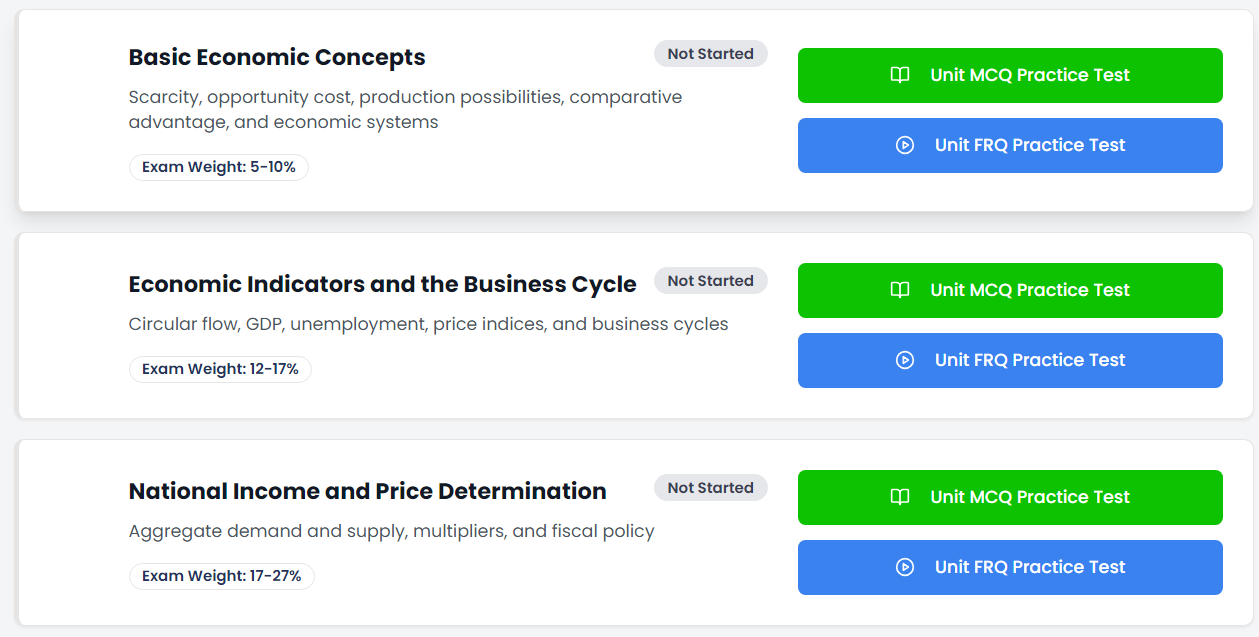 Basic Economic Concepts
Not Started
Scarcity, opportunity cost, production possibilities, comparative
advantage, and economic systems
Exam Weight: 5-10%
Unit MCQ Practice Test
Unit FRQ Practice Test
Economic Indicators and the Business Cycle
Not Started
Circular flow, GDP, unemployment, price indices, and business cycles
Exam Weight: 12-17%
Unit MCQ Practice Test
Unit FRQ Practice Test
National Income and Price Determination
Not Started
Aggregate demand and supply, multipliers, and fiscal policy
Exam Weight: 17-27%
Unit MCQ Practice Test
Unit FRQ Practice Test